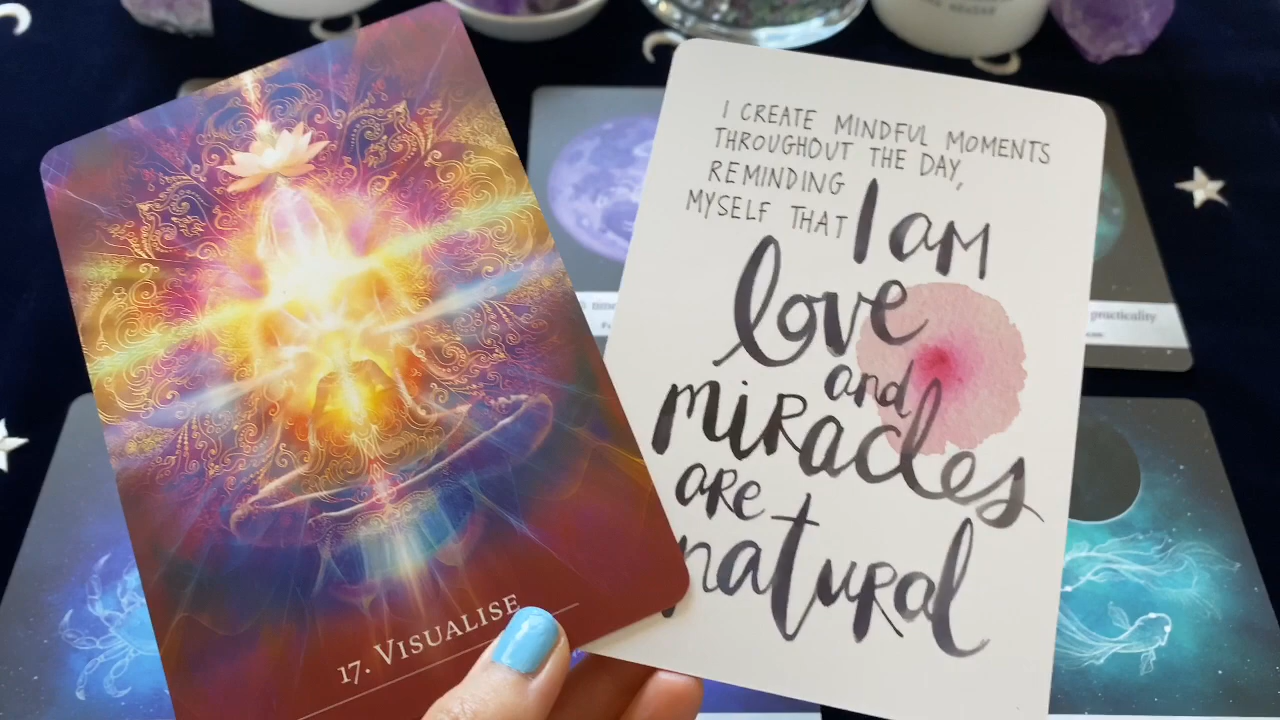 17. VISUALISE
I CREATE MINDFUL MOMENTS
THROUGHOUT THE DAY,
REMINDING
MYSELF THAT I am
love
and
miracles
are
natural
practicality